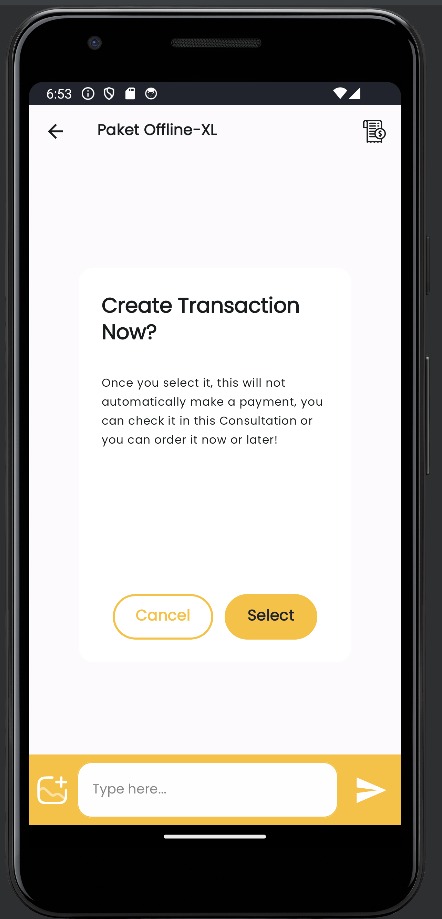 6:53
Paket Offline-XL
Create Transaction
Now?
Once you select it, this will not
automatically make a payment, you
can check it in this Consultation or
you can order it now or later!
Cancel
Select
Type here...